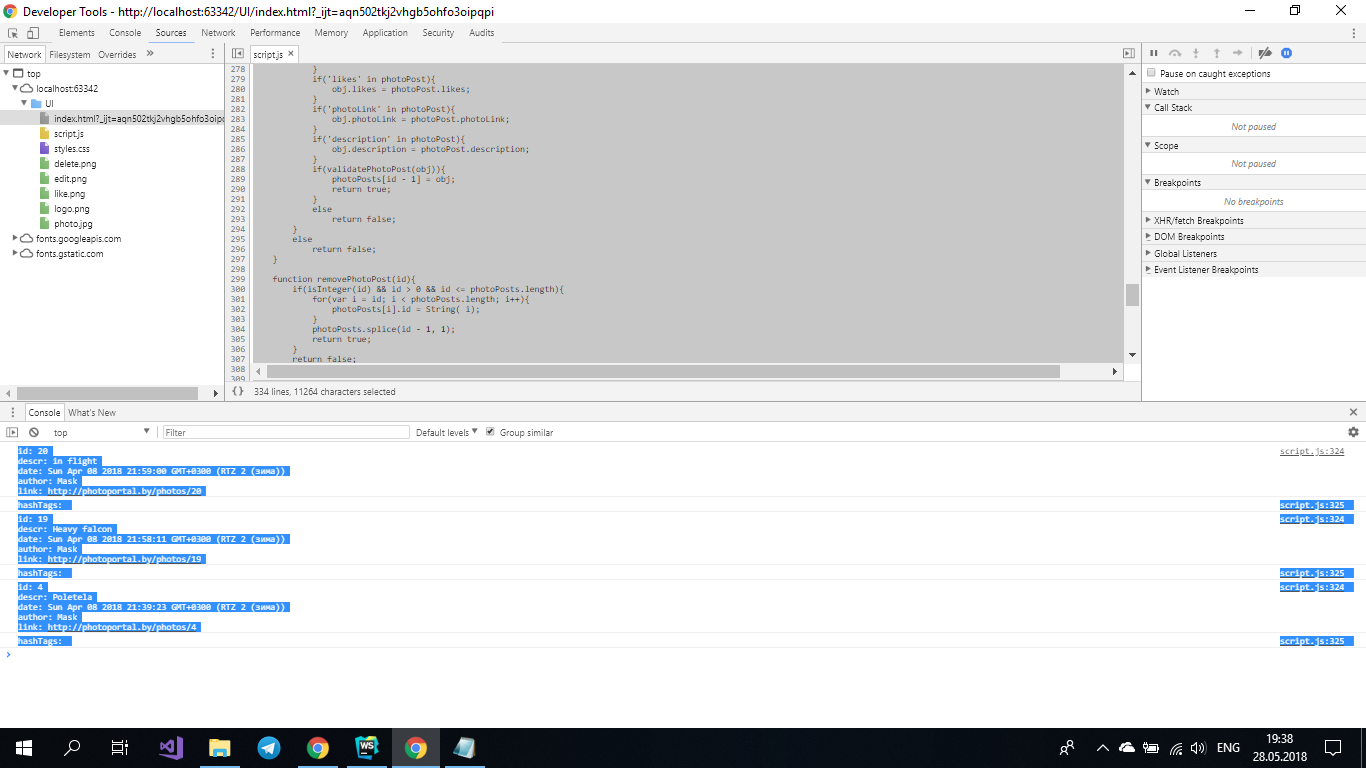 Developer Tools - http://localhost:63342/UI/index.html?_ijt=aqn502tkj2vhgb5ohfo3oipqpi
Elements Console Sources Network Performance Memory Application Security Audits
Network Filesystem Overrides »
script.js ×
top
localhost:63342
UI
index.html?_ijt=aqn502tkj2vhgb5ohfo3oipq
script.js
styles.css
delete.png
edit.png
like.png
logo.png
photo.jpg
fonts.googleapis.com
fonts.gstatic.com
278 }
279 if('likes' in photoPost){
280 obj.likes = photoPost.likes;
281 }
282 if('photoLink' in photoPost){
283 obj.photoLink = photoPost.photoLink;
284 }
285 if('description' in photoPost){
286 obj.description = photoPost.description;
287 }
288 if(validatePhotoPost(obj)){
289 photoPosts[id - 1] = obj;
290 return true;
291 }
292 else
293 return false;
294 }
295 else
296 return false;
297 }
298
299 function removePhotoPost(id){
300 if(isInteger(id) && id > 0 && id <= photoPosts.length){
301 for(var i = id; i < photoPosts.length; i++){
302 photoPosts[i].id = String( i);
303 }
304 photoPosts.splice(id - 1, 1);
305 return true;
306 }
307 return false;
308
309
{} 334 lines, 11264 characters selected
Pause on caught exceptions
Watch
Call Stack
Not paused
Scope
Not paused
Breakpoints
No breakpoints
XHR/fetch Breakpoints
DOM Breakpoints
Global Listeners
Event Listener Breakpoints
Console What's New
top Filter Default levels Group similar
id: 20 script.js:324
descr: in flight
date: Sun Apr 08 2018 21:59:00 GMT+0300 (RTZ 2 (зима))
author: Mask
link: http://photoportal.by/photos/20
hashTags: script.js:325
id: 19 script.js:324
descr: Heavy falcon
date: Sun Apr 08 2018 21:58:11 GMT+0300 (RTZ 2 (зима))
author: Mask
link: http://photoportal.by/photos/19
hashTags: script.js:325
id: 4 script.js:324
descr: Poletela
date: Sun Apr 08 2018 21:39:23 GMT+0300 (RTZ 2 (зима))
author: Mask
link: http://photoportal.by/photos/4
hashTags: script.js:325
>
WS
ENG
19:38
28.05.2018